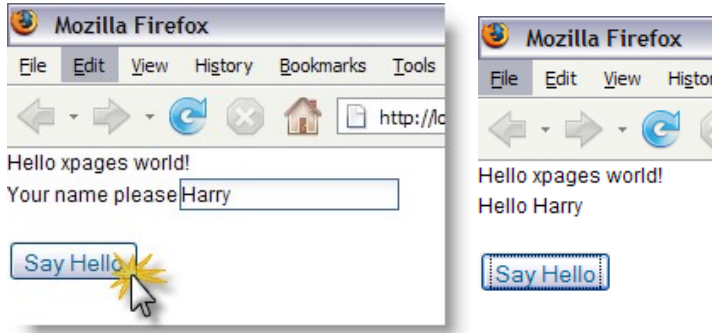 Mozilla Firefox
File Edit View History Bookmarks Tools
http://lo
Hello xpages world!
Your name please Harry
Say Hello
Mozilla Firefox
File Edit View Histor
Hello xpages world!
Hello Harry
Say Hello